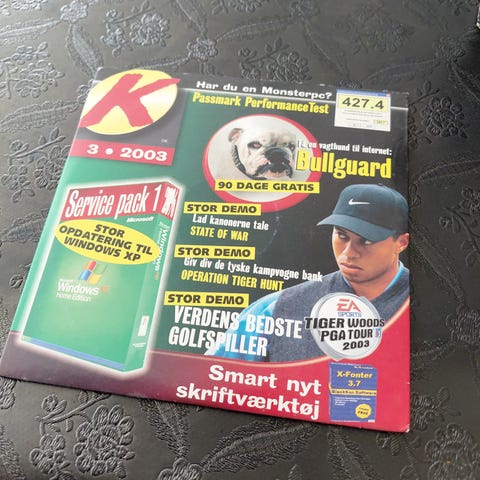 Har du en Monsterpc?
Passmark PerformanceTest
427.4
K
3 • 2003
Få en vagthund til internet:
Bullguard
90 DAGE GRATIS
Service pack 1
Microsoft
STOR
OPDATERING TIL
WINDOWS XP
Windows
Home Edition
STOR DEMO
Lad kanonerne tale
STATE OF WAR
STOR DEMO
Giv div de tyske kampvogne bank
OPERATION TIGER HUNT
STOR DEMO
VERDENS BEDSTE
GOLFSPILLER
EA
SPORTS
TIGER WOODS
PGA TOUR
2003
Smart nyt
skriftværktøj
X-Fonter
3.7